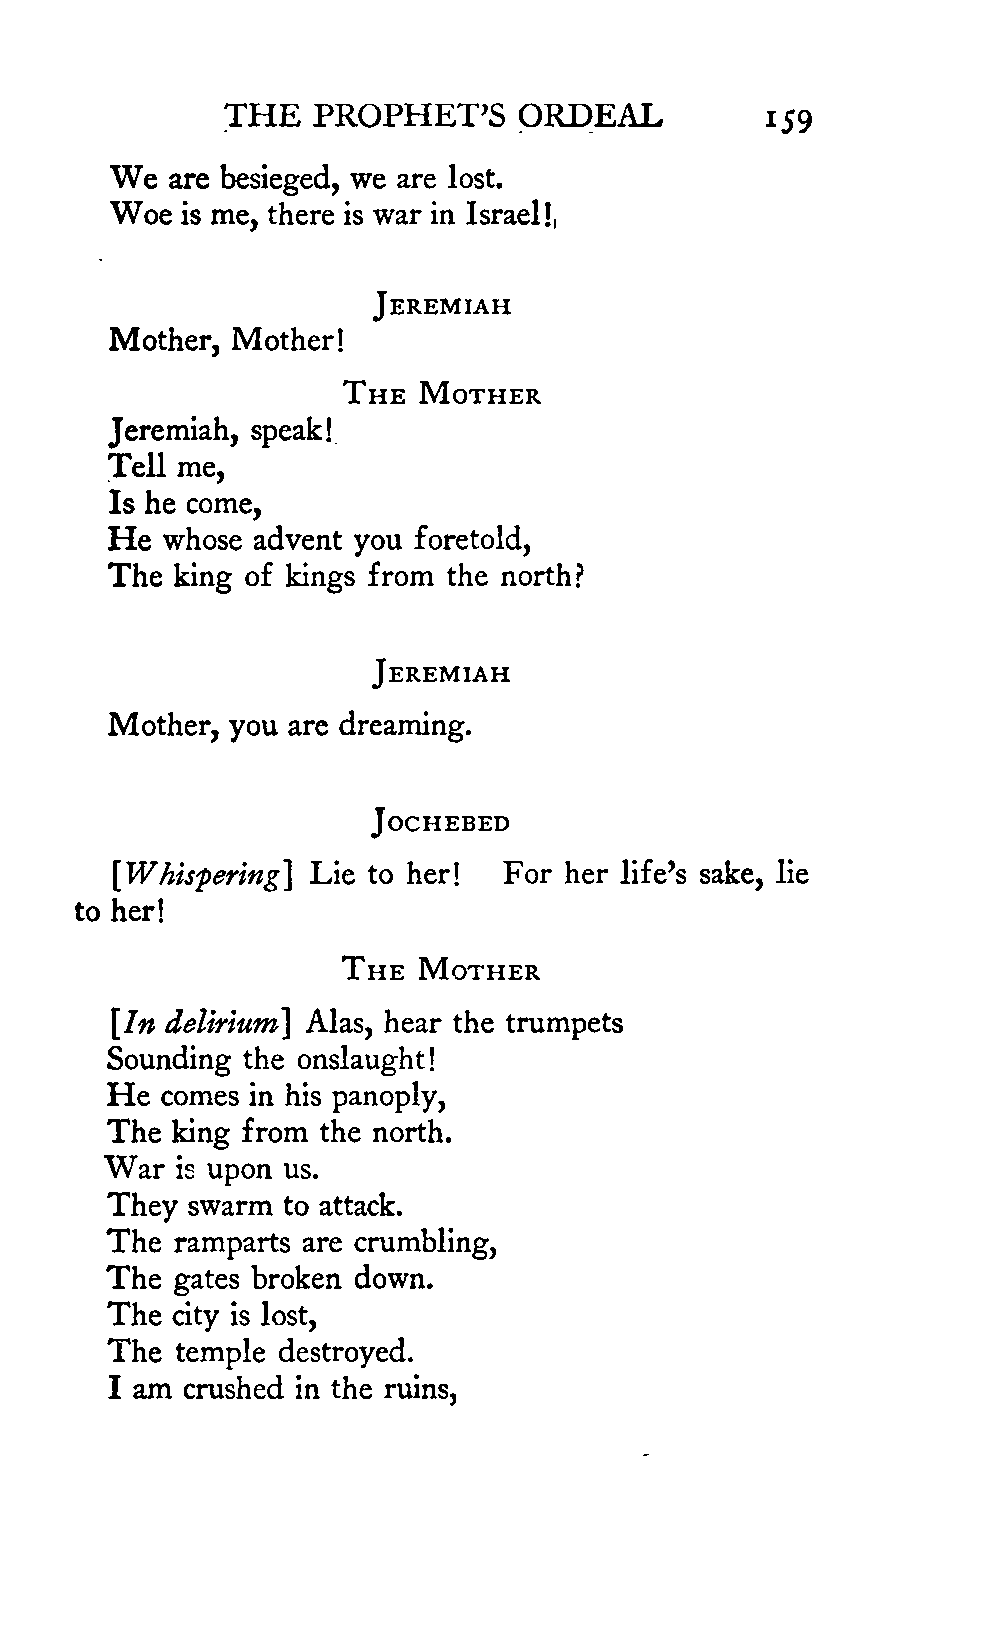 THE PROPHET'S ORDEAL 159
We are besieged, we are lost.
Woe is me, there is war in Israel!
JEREMIAH
Mother, Mother!
THE MOTHER
Jeremiah, speak!
Tell me,
Is he come,
He whose advent you foretold,
The king of kings from the north?
JEREMIAH
Mother, you are dreaming.
JOCHEBED
[Whispering] Lie to her! For her life's sake, lie
to her!
THE MOTHER
[In delirium] Alas, hear the trumpets
Sounding the onslaught!
He comes in his panoply,
The king from the north.
War is upon us.
They swarm to attack.
The ramparts are crumbling,
The gates broken down.
The city is lost,
The temple destroyed.
I am crushed in the ruins,